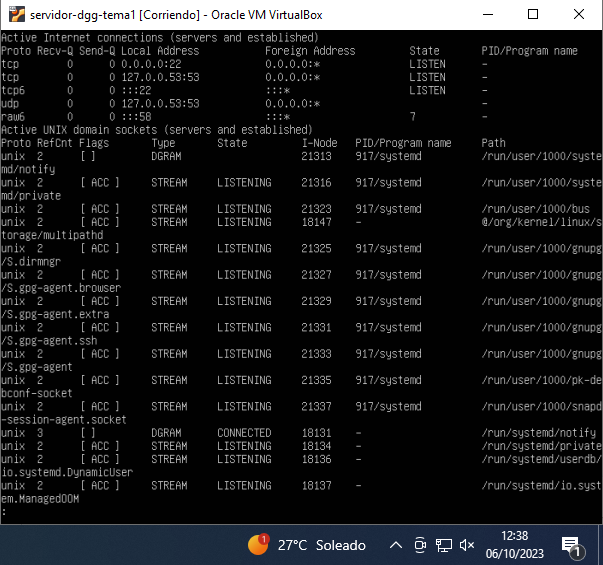 servidor-dgg-tema1 [Corriendo] - Oracle VM VirtualBox
Active Internet connections (servers and established)
Proto Recv-Q Send-Q Local Address Foreign Address State PID/Program name
tcp 0 0 0.0.0.0:22 0.0.0.0:* LISTEN -
tcp 0 0 127.0.0.53:53 0.0.0.0:* LISTEN -
tcp6 0 0 :::22 :::* LISTEN -
udp 0 0 127.0.0.53:53 0.0.0.0:* -
raw6 0 0 :::58 :::* 7 -
Active UNIX domain sockets (servers and established)
Proto RefCnt Flags Type State I-Node PID/Program name Path
unix 2 [ ] DGRAM 21313 917/systemd /run/user/1000/syste
md/notify
unix 2 [ ACC ] STREAM LISTENING 21316 917/systemd /run/user/1000/syste
md/private
unix 2 [ ACC ] STREAM LISTENING 21323 917/systemd /run/user/1000/bus
unix 2 [ ACC ] STREAM LISTENING 18147 - @/org/kernel/linux/s
torage/multipathd
unix 2 [ ACC ] STREAM LISTENING 21325 917/systemd /run/user/1000/gnupg
/S.dirmngr
unix 2 [ ACC ] STREAM LISTENING 21327 917/systemd /run/user/1000/gnupg
/S.gpg-agent.browser
unix 2 [ ACC ] STREAM LISTENING 21329 917/systemd /run/user/1000/gnupg
/S.gpg-agent.extra
unix 2 [ ACC ] STREAM LISTENING 21331 917/systemd /run/user/1000/gnupg
/S.gpg-agent.ssh
unix 2 [ ACC ] STREAM LISTENING 21333 917/systemd /run/user/1000/gnupg
/S.gpg-agent
unix 2 [ ACC ] STREAM LISTENING 21335 917/systemd /run/user/1000/pk-de
bconf-socket
unix 2 [ ACC ] STREAM LISTENING 21337 917/systemd /run/user/1000/snapd
-session-agent.socket
unix 3 [ ] DGRAM CONNECTED 18131 - /run/systemd/notify
unix 2 [ ACC ] STREAM LISTENING 18134 - /run/systemd/private
unix 2 [ ACC ] STREAM LISTENING 18136 - /run/systemd/userdb/
io.systemd.DynamicUser
unix 2 [ ACC ] STREAM LISTENING 18137 - /run/systemd/io.syst
em.ManagedOOM
:
1 27°C Soleado 12:38
06/10/2023 1